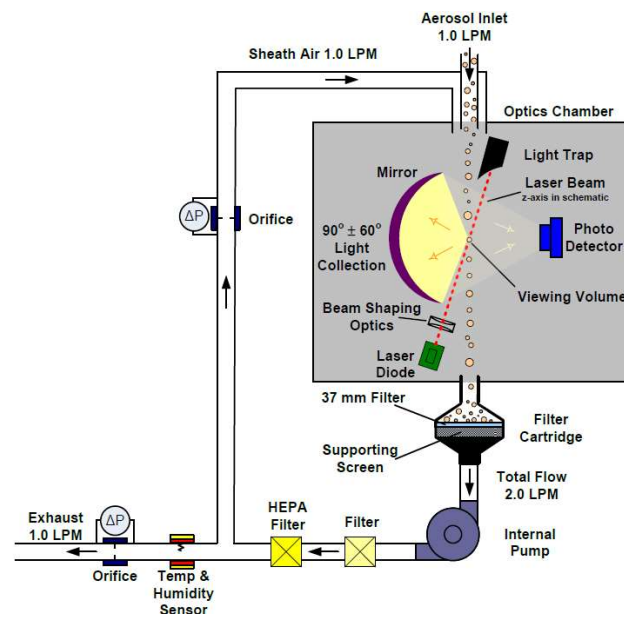 Aerosol Inlet
1.0 LPM
Sheath Air 1.0 LPM
Optics Chamber
Light Trap
Mirror
Laser Beam
z-axis in schematic
ΔP
Orifice
90° ± 60°
Light
Collection
Photo
Detector
Viewing Volume
Beam Shaping
Optics
Laser
Diode
37 mm Filter
Filter
Cartridge
Supporting
Screen
Total Flow
2.0 LPM
Exhaust
1.0 LPM
ΔP
HEPA
Filter
Filter
Internal
Pump
Orifice
Temp &
Humidity
Sensor